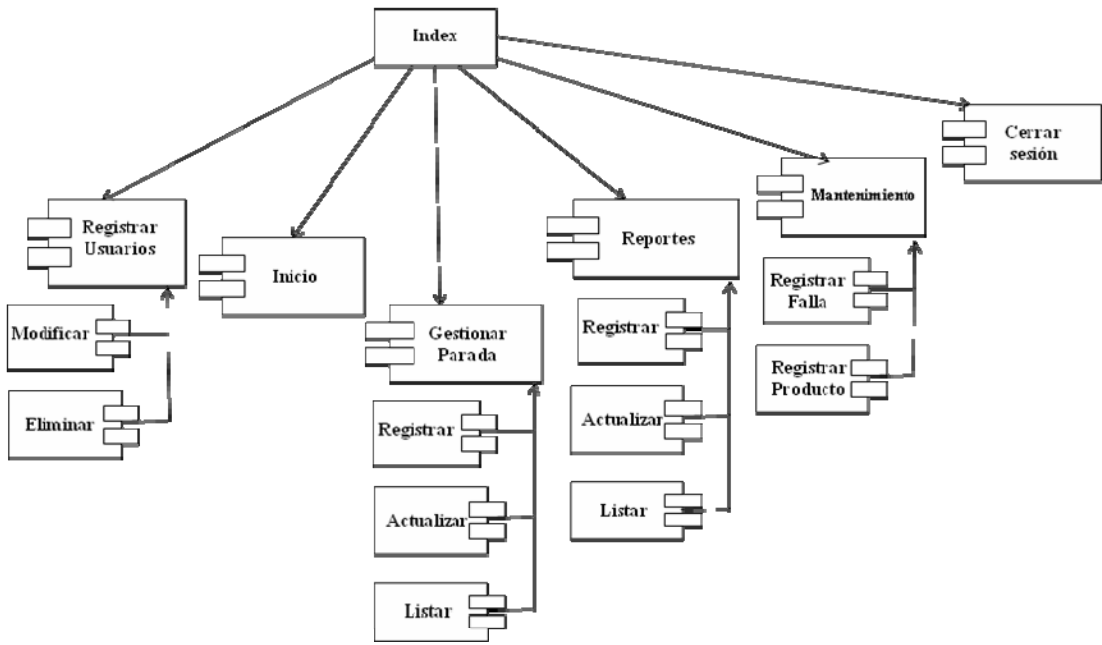 Index
Cerrar
sesión
Mantenimiento
Registrar
Usuarios
Reportes
Inicio
Registrar
Falla
Modificar
Gestionar
Parada
Registrar
Registrar
Producto
Eliminar
Registrar
Actualizar
Actualizar
Listar
Listar